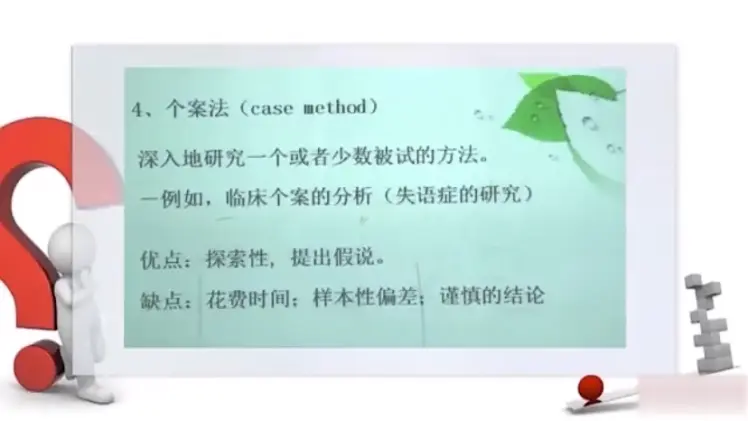 4、个案法（case method）
深入地研究一个或者少数被试的方法。
—例如，临床个案的分析（失语症的研究）
优点：探索性，提出假说。
缺点：花费时间；样本性偏差；谨慎的结论